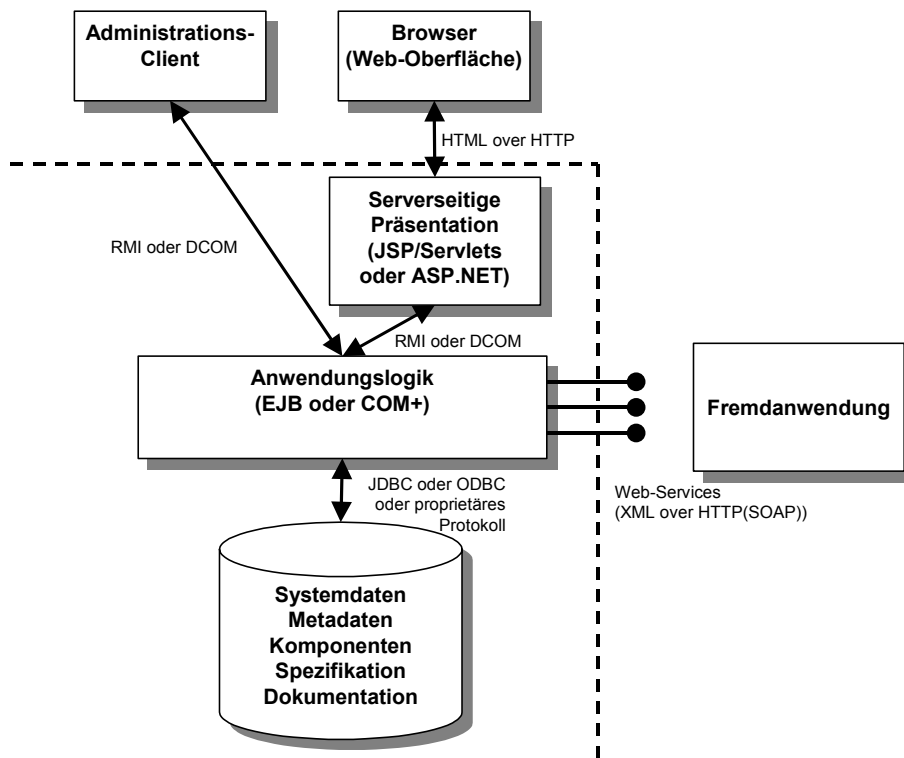 Administrations-
Client
Browser
(Web-Oberfläche)
HTML over HTTP
Serverseitige
Präsentation
(JSP/Servlets
oder ASP.NET)
RMI oder DCOM
RMI oder DCOM
Anwendungslogik
(EJB oder COM+)
Fremdanwendung
JDBC oder ODBC
oder proprietäres
Protokoll
Web-Services
(XML over HTTP(SOAP))
Systemdaten
Metadaten
Komponenten
Spezifikation
Dokumentation